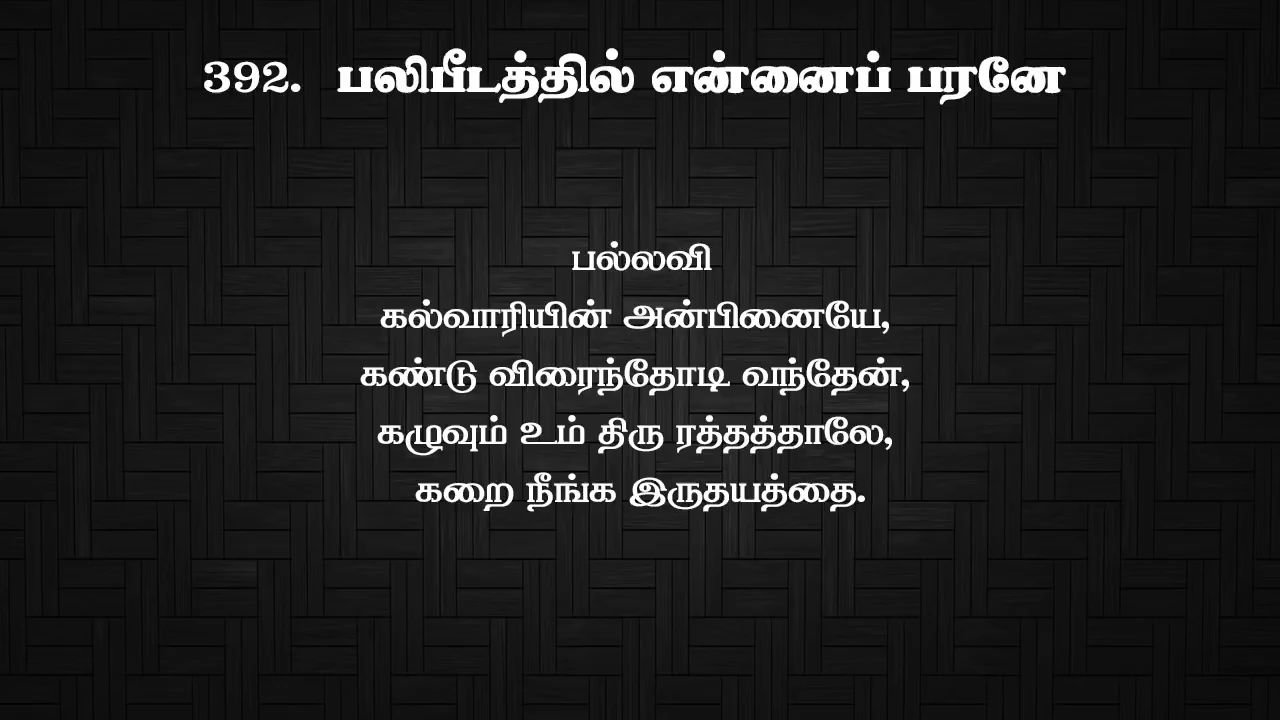 392. பலிபீடத்தில் என்னைப் பரனே
பல்லவி
கல்வாரியின் அன்பினையே,
கண்டு விரைந்தோடி வந்தேன்,
கழுவும் உம் திரு ரத்தத்தாலே,
கறை நீங்க இருதயத்தை.